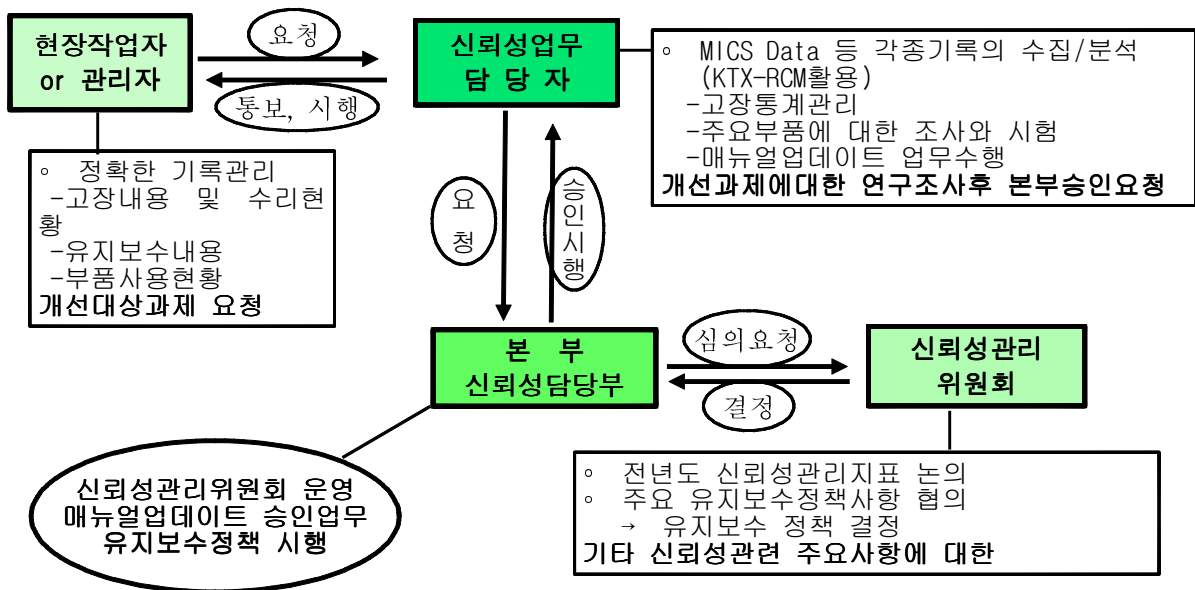 현장작업자
or 관리자
요청
통보, 시행
신뢰성업무
담 당 자
◦ MICS Data 등 각종기록의 수집/분석
(KTX-RCM활용)
-고장통계관리
-주요부품에 대한 조사와 시험
-매뉴얼업데이트 업무수행
개선과제에대한 연구조사후 본부승인요청
◦ 정확한 기록관리
-고장내용 및 수리현
황
-유지보수내용
-부품사용현황
개선대상과제 요청
요
청
승
인
시
행
본 부
신뢰성담당부
심의요청
결정
신뢰성관리
위원회
신뢰성관리위원회 운영
매뉴얼업데이트 승인업무
유지보수정책 시행
◦ 전년도 신뢰성관리지표 논의
◦ 주요 유지보수정책사항 협의
→ 유지보수 정책 결정
기타 신뢰성관련 주요사항에 대한